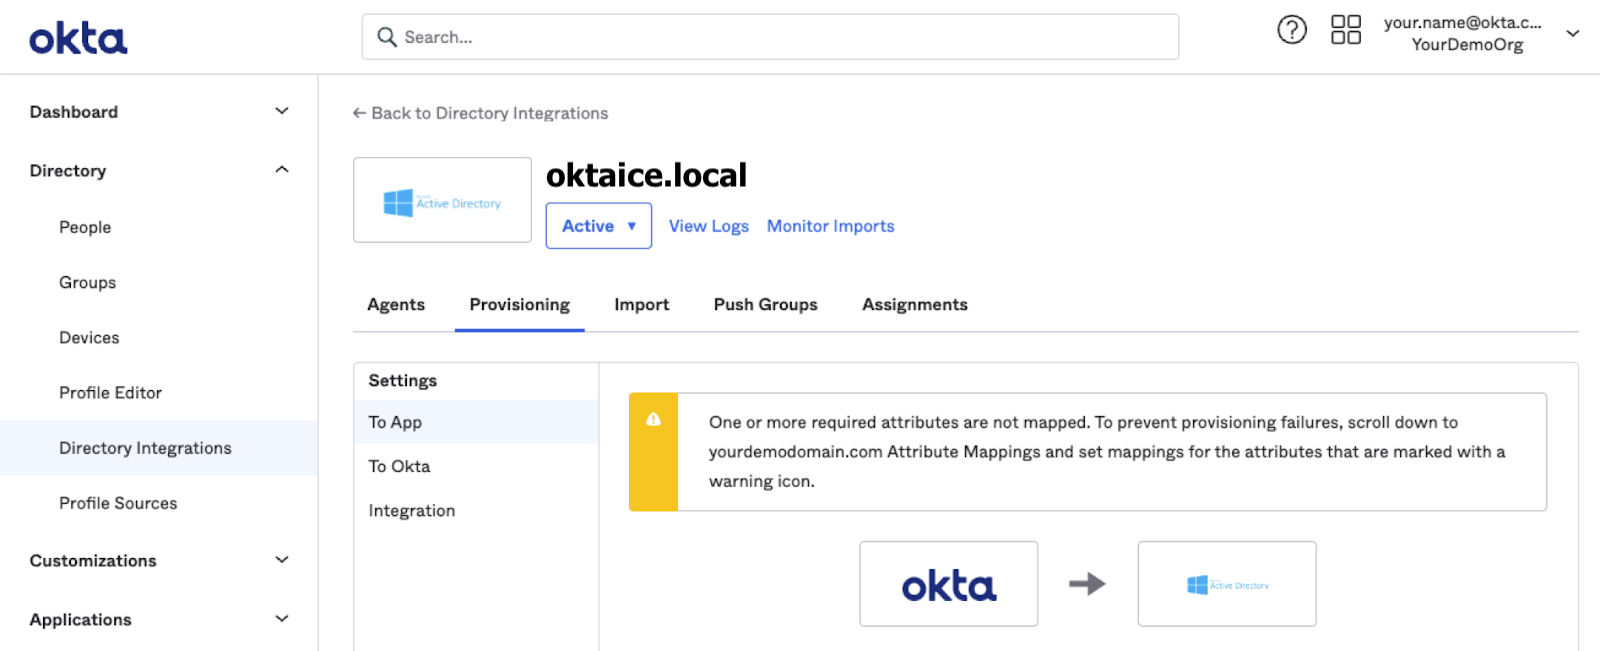 okta
Search...
your.name@okta.c...
YourDemoOrg
Dashboard
Directory
People
Groups
Devices
Profile Editor
Directory Integrations
Profile Sources
Customizations
Applications
← Back to Directory Integrations
Active Directory
oktaice.local
Active
View Logs
Monitor Imports
Agents
Provisioning
Import
Push Groups
Assignments
Settings
To App
To Okta
Integration
One or more required attributes are not mapped. To prevent provisioning failures, scroll down to
yourdemodomain.com Attribute Mappings and set mappings for the attributes that are marked with a
warning icon.
okta
Active Directory